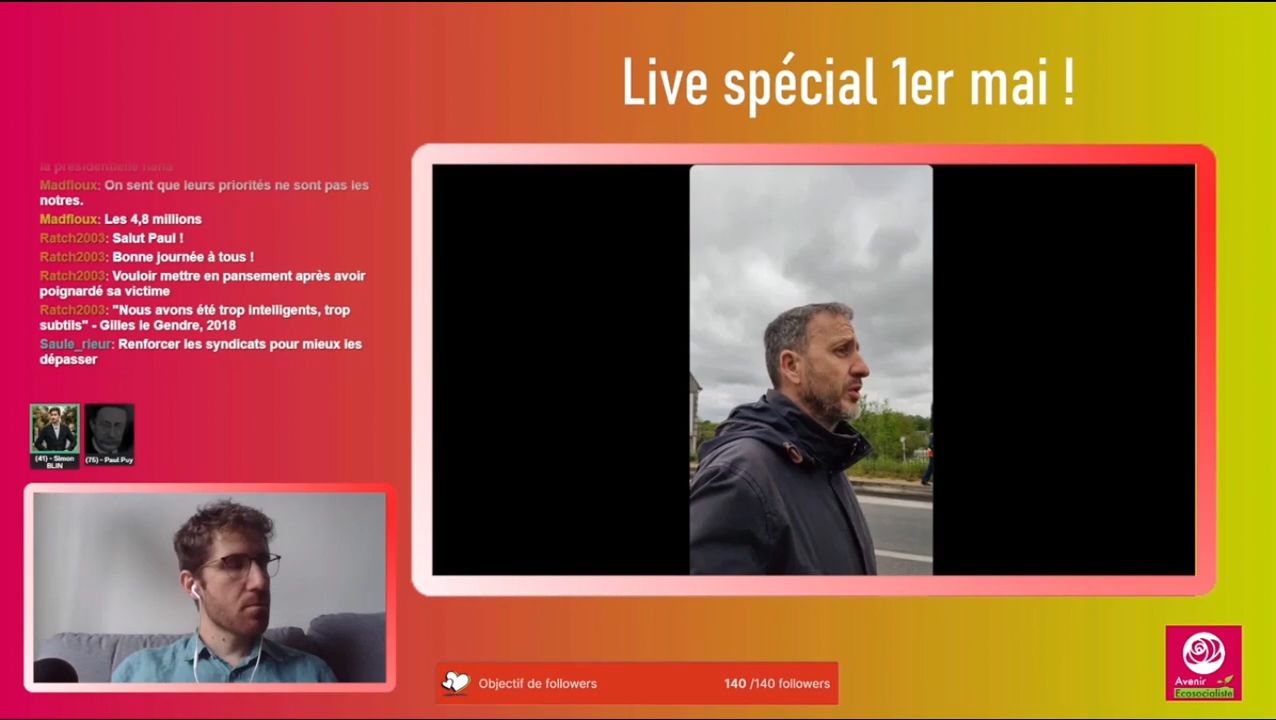 Live spécial 1er mai !
la présidentielle haha
Madfloux: On sent que leurs priorités ne sont pas les
notres.
Madfloux: Les 4,8 millions
Ratch2003: Salut Paul !
Ratch2003: Bonne journée à tous !
Ratch2003: Vouloir mettre en pansement après avoir
poignardé sa victime
Ratch2003: "Nous avons été trop intelligents, trop
subtils" - Gilles le Gendre, 2018
Saule_rieur: Renforcer les syndicats pour mieux les
dépasser
(41) - Simon
BLIN
(75) - Paul Puy
Objectif de followers
140 /140 followers
Avenir
Ecosocialiste